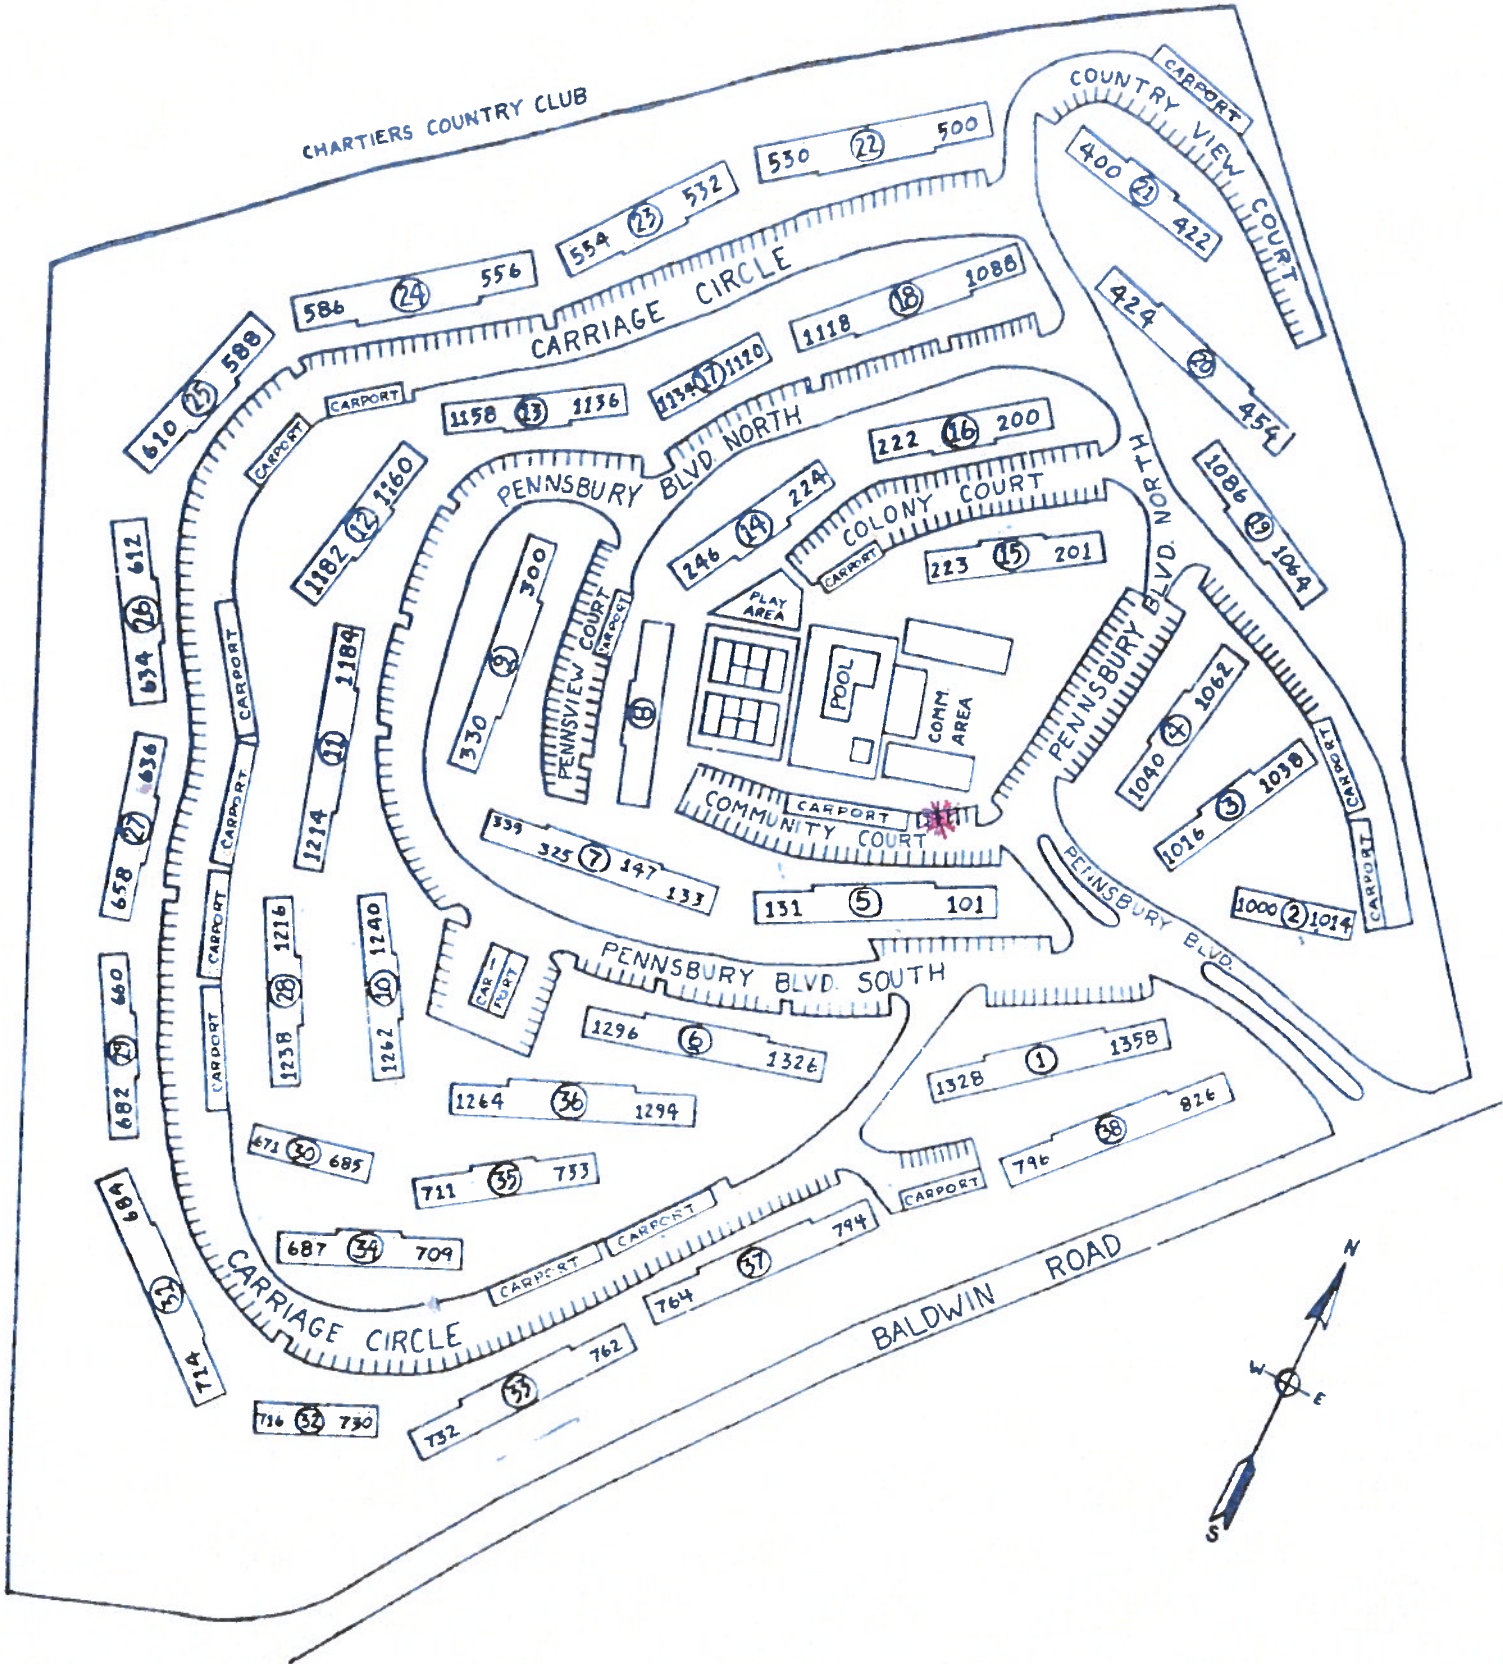 CHARTIERS COUNTRY CLUB
COUNTRY VIEW COURT
CARPORT
530 22 500
554 23 532
400 21 422
586 24 556
CARRIAGE CIRCLE
1118 18 1088
424 20 454
610 25 588
CARPORT
CARPORT
1158 13 1136
1134 17 1120
PENNSBURY BLVD. NORTH
222 16 200
PENNSBURY BLVD. NORTH
1086 19 1064
1182 12 1160
246 14 224
COLONY COURT
CARPORT
223 15 201
634 26 612
330 9 300
PENNSVIEW COURT
CARPORT
PLAY
AREA
8
POOL
COMM.
AREA
1040 4 1062
CARPORT
CARPORT
1214 11 1184
658 27 636
CARPORT
COMMUNITY COURT
339
325 7 147
133
131 5 101
PENNSBURY BLVD.
1016 3 1038
CARPORT
CARPORT
1000 2 1014
CARPORT
CARPORT
1238 28 1216
1262 10 1240
CAR-
PORT
PENNSBURY BLVD. SOUTH
682 29 660
1296 6 1326
1328 1 1358
1264 36 1294
796 38 826
671 30 685
711 35 733
CARPORT
684
31
714
687 34 709
CARPORT
CARPORT
764 37 794
CARRIAGE CIRCLE
BALDWIN ROAD
716 32 730
732 33 762
N
W
E
S